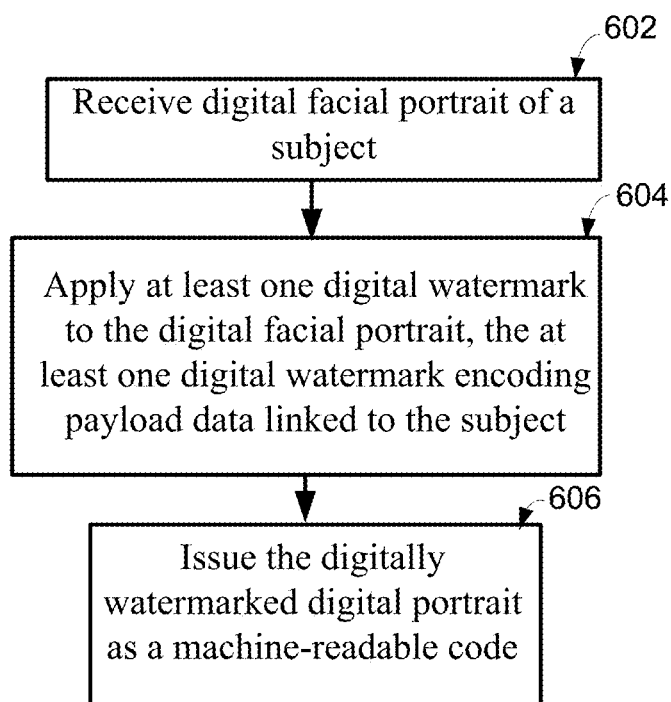 602
Receive digital facial portrait of a
subject
604
Apply at least one digital watermark
to the digital facial portrait, the at
least one digital watermark encoding
payload data linked to the subject
606
Issue the digitally
watermarked digital portrait
as a machine-readable code